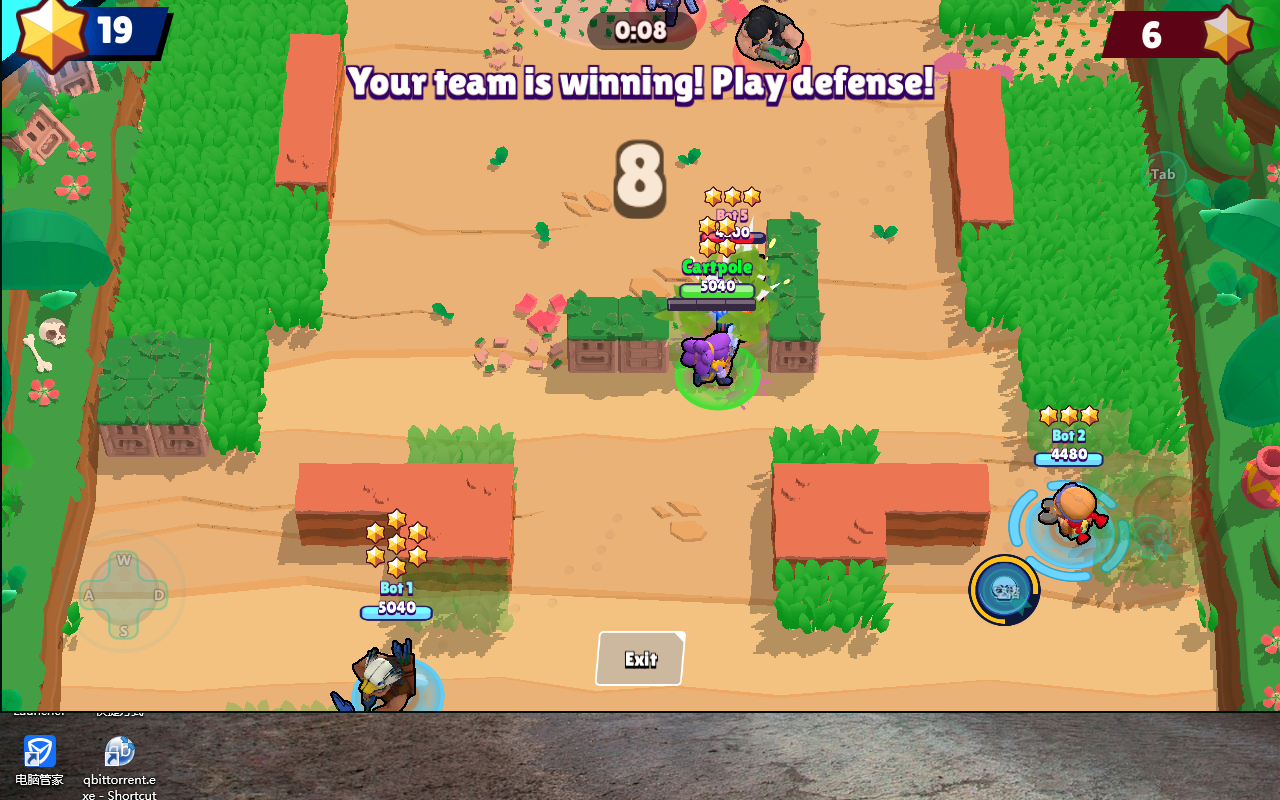 19
0:08
6
Your team is winning! Play defense!
8
Tab
Bot 5
Cartpole
5040
Bot 2
4480
W
A
D
S
Bot 1
5040
Exit
电脑管家
qbittorrent.e
xe - Shortcut